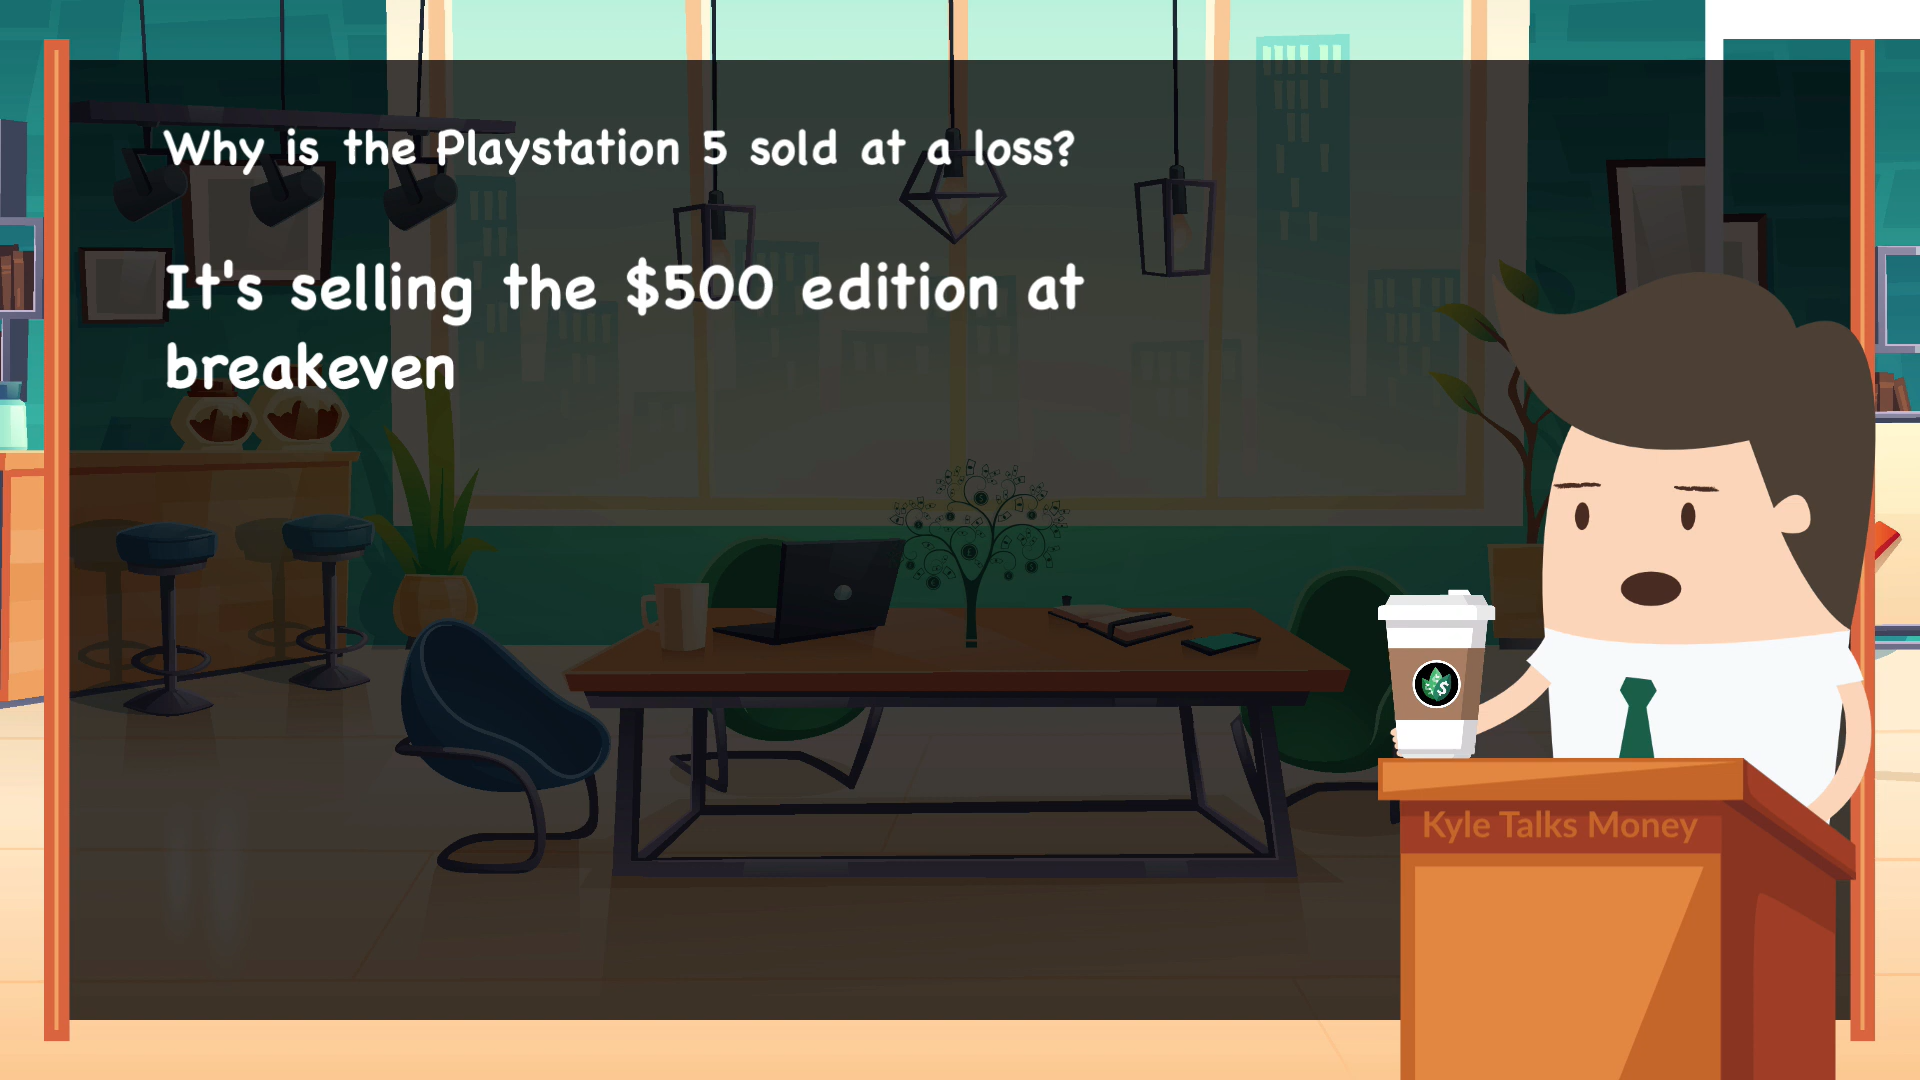 Why is the Playstation 5 sold at a loss?
It's selling the $500 edition at
breakeven
Kyle Talks Money